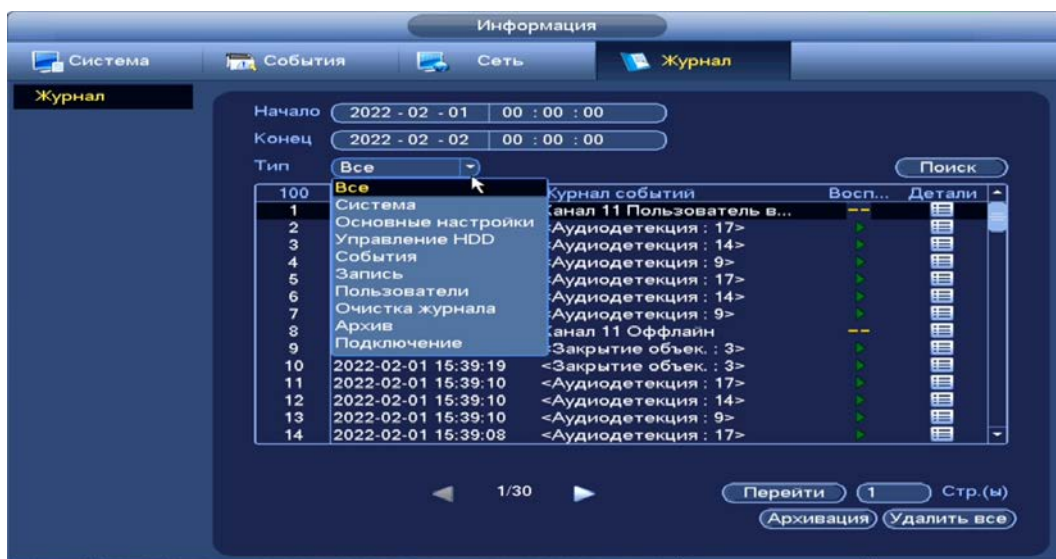 Информация
Система События Сеть Журнал
Журнал
Начало 2022 - 02 - 01 00 : 00 : 00
Конец 2022 - 02 - 02 00 : 00 : 00
Тип Все Поиск
100 Журнал событий Восп... Детали
Все
Система
Основные настройки
Управление HDD
События
Запись
Пользователи
Очистка журнала
Архив
Подключение
1 анал 11 Пользователь в... --
2 <Аудиодетекция : 17>
3 <Аудиодетекция : 14>
4 <Аудиодетекция : 9>
5 <Аудиодетекция : 17>
6 <Аудиодетекция : 14>
7 <Аудиодетекция : 9>
8 анал 11 Оффлайн --
9 <Закрытие объек. : 3>
10 2022-02-01 15:39:19 <Закрытие объек. : 3>
11 2022-02-01 15:39:10 <Аудиодетекция : 17>
12 2022-02-01 15:39:10 <Аудиодетекция : 14>
13 2022-02-01 15:39:10 <Аудиодетекция : 9>
14 2022-02-01 15:39:08 <Аудиодетекция : 17>
1/30 Перейти 1 Стр.(ы)
Архивация Удалить все